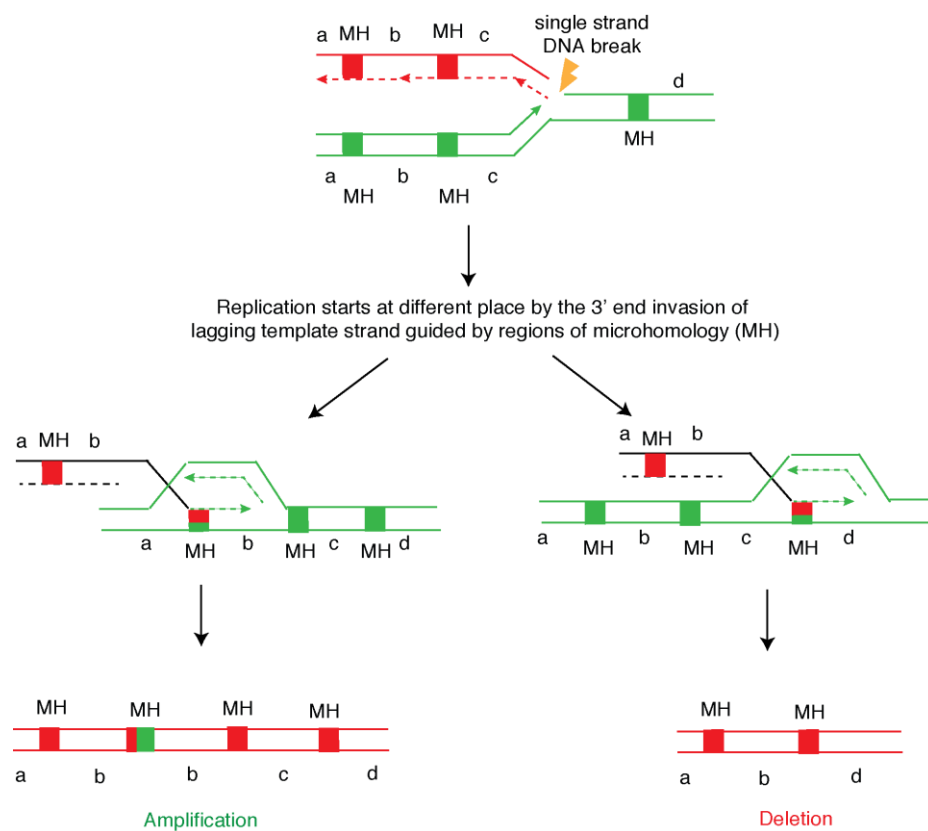 single strand
DNA break
a MH b MH c
d
MH
a b c
MH MH
Replication starts at different place by the 3' end invasion of
lagging template strand guided by regions of microhomology (MH)
a MH b
a MH b MH c MH d
a MH b
a MH b MH c MH d
MH MH MH MH
a b b c d
Amplification
MH MH
a b d
Deletion